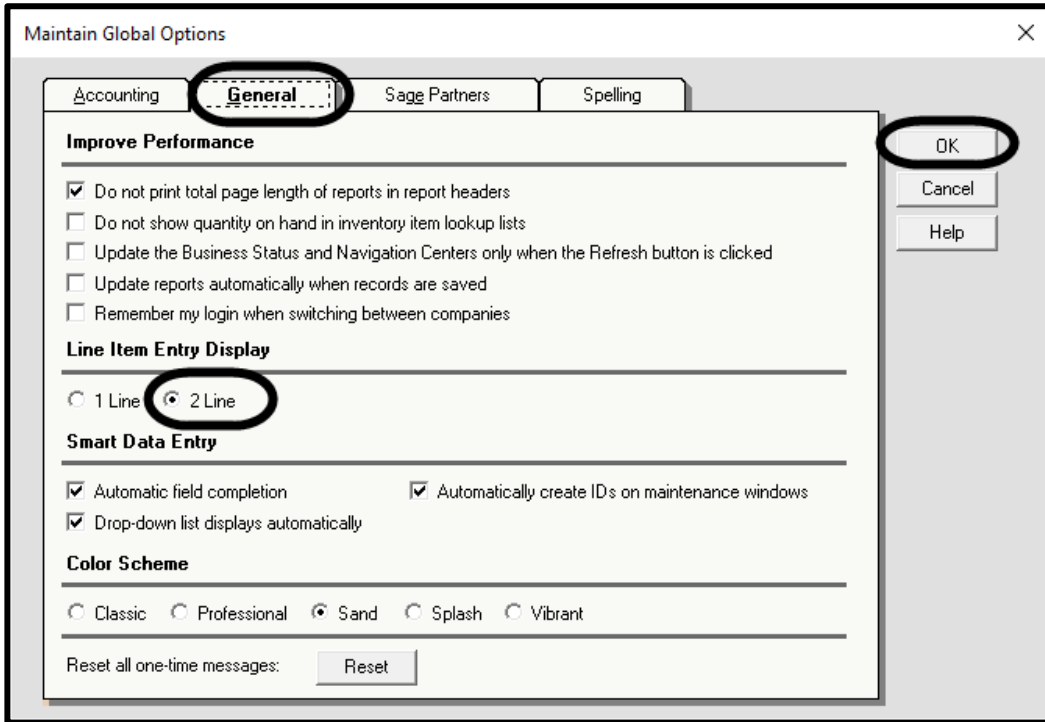 Maintain Global Options
Accounting General Sage Partners Spelling
Improve Performance
Do not print total page length of reports in report headers
Do not show quantity on hand in inventory item lookup lists
Update the Business Status and Navigation Centers only when the Refresh button is clicked
Update reports automatically when records are saved
Remember my login when switching between companies
Line Item Entry Display
1 Line 2 Line
Smart Data Entry
Automatic field completion Automatically create IDs on maintenance windows
Drop-down list displays automatically
Color Scheme
Classic Professional Sand Splash Vibrant
Reset all one-time messages: Reset
OK
Cancel
Help